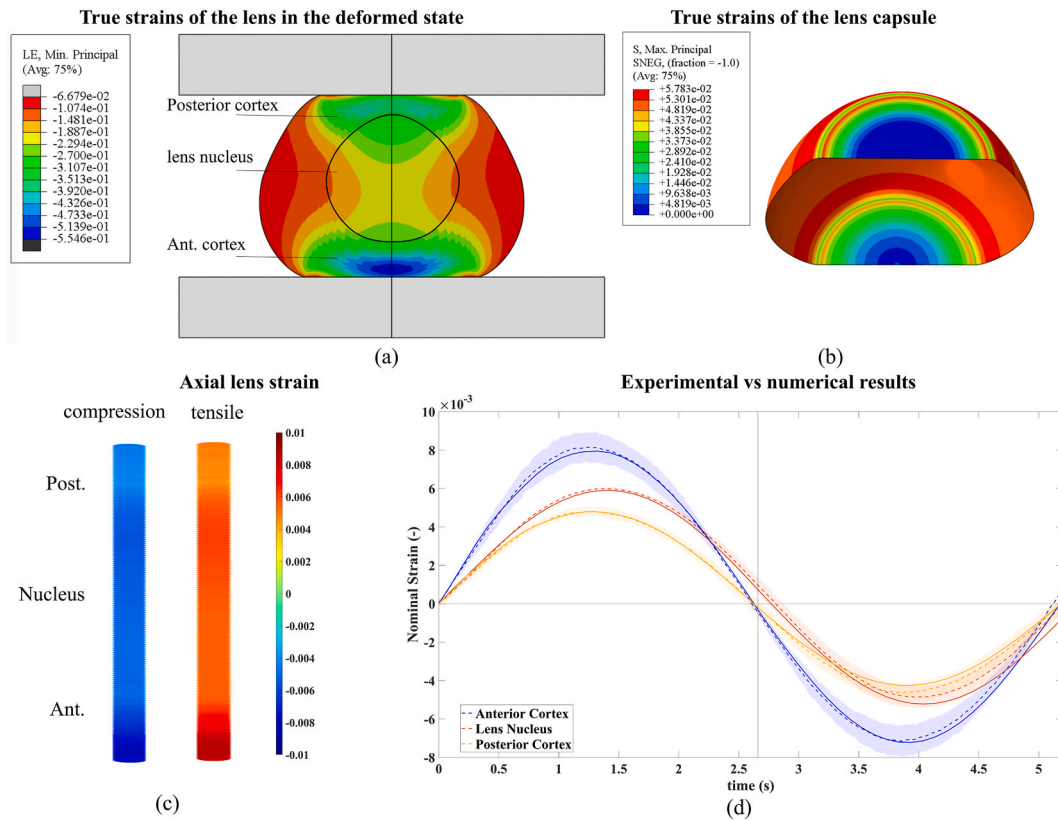 True strains of the lens in the deformed state
LE, Min. Principal
(Avg: 75%)
-6.679e-02
-1.074e-01
-1.481e-01
-1.887e-01
-2.294e-01
-2.700e-01
-3.107e-01
-3.513e-01
-3.920e-01
-4.326e-01
-4.733e-01
-5.139e-01
-5.546e-01
Posterior cortex
lens nucleus
Ant. cortex
(a)
True strains of the lens capsule
S, Max. Principal
SNEG, (fraction = -1.0)
(Avg: 75%)
+5.783e-02
+5.301e-02
+4.819e-02
+4.337e-02
+3.855e-02
+3.373e-02
+2.892e-02
+2.410e-02
+1.928e-02
+1.446e-02
+9.638e-03
+4.819e-03
+0.000e+00
(b)
Axial lens strain
compression tensile
Post.
Nucleus
Ant.
0.01
0.008
0.006
0.004
0.002
0
-0.002
-0.004
-0.006
-0.008
-0.01
(c)
Experimental vs numerical results
×10⁻³
10
8
6
4
2
0
-2
-4
-6
-8
Nominal Strain (-)
Anterior Cortex
Lens Nucleus
Posterior Cortex
0 0.5 1 1.5 2 2.5 3 3.5 4 4.5 5
time (s)
(d)